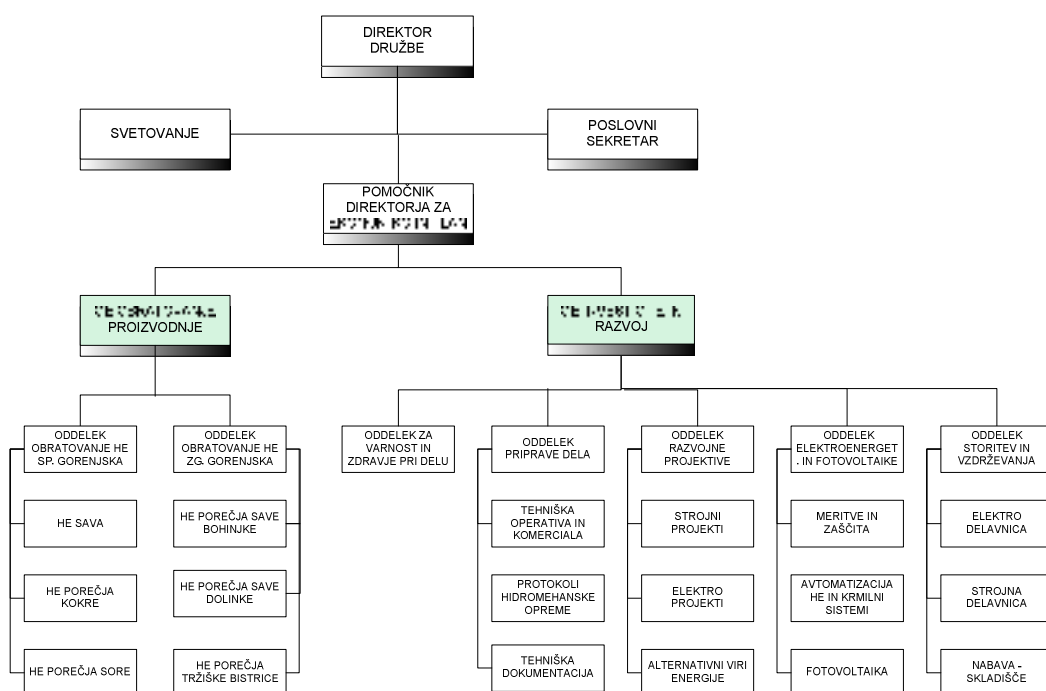 DIREKTOR
DRUŽBE
SVETOVANJE
POSLOVNI
SEKRETAR
POMOČNIK
DIREKTORJA ZA
PROIZVODNJE
RAZVOJ
ODDELEK
OBRATOVANJE HE
SP. GORENJSKA
ODDELEK
OBRATOVANJE HE
ZG. GORENJSKA
ODDELEK ZA
VARNOST IN
ZDRAVJE PRI DELU
ODDELEK
PRIPRAVE DELA
ODDELEK
RAZVOJNE
PROJEKTIVE
ODDELEK
ELEKTROENERGET
. IN FOTOVOLTAIKE
ODDELEK
STORITEV IN
VZDRŽEVANJA
HE SAVA
HE POREČJA SAVE
BOHINJKE
TEHNIŠKA
OPERATIVA IN
KOMERCIALA
STROJNI
PROJEKTI
MERITVE IN
ZAŠČITA
ELEKTRO
DELAVNICA
HE POREČJA
KOKRE
HE POREČJA SAVE
DOLINKE
PROTOKOLI
HIDROMEHANSKE
OPREME
ELEKTRO
PROJEKTI
AVTOMATIZACIJA
HE IN KRMILNI
SISTEMI
STROJNA
DELAVNICA
HE POREČJA SORE
HE POREČJA
TRŽIŠKE BISTRICE
TEHNIŠKA
DOKUMENTACIJA
ALTERNATIVNI VIRI
ENERGIJE
FOTOVOLTAIKA
NABAVA -
SKLADIŠČE